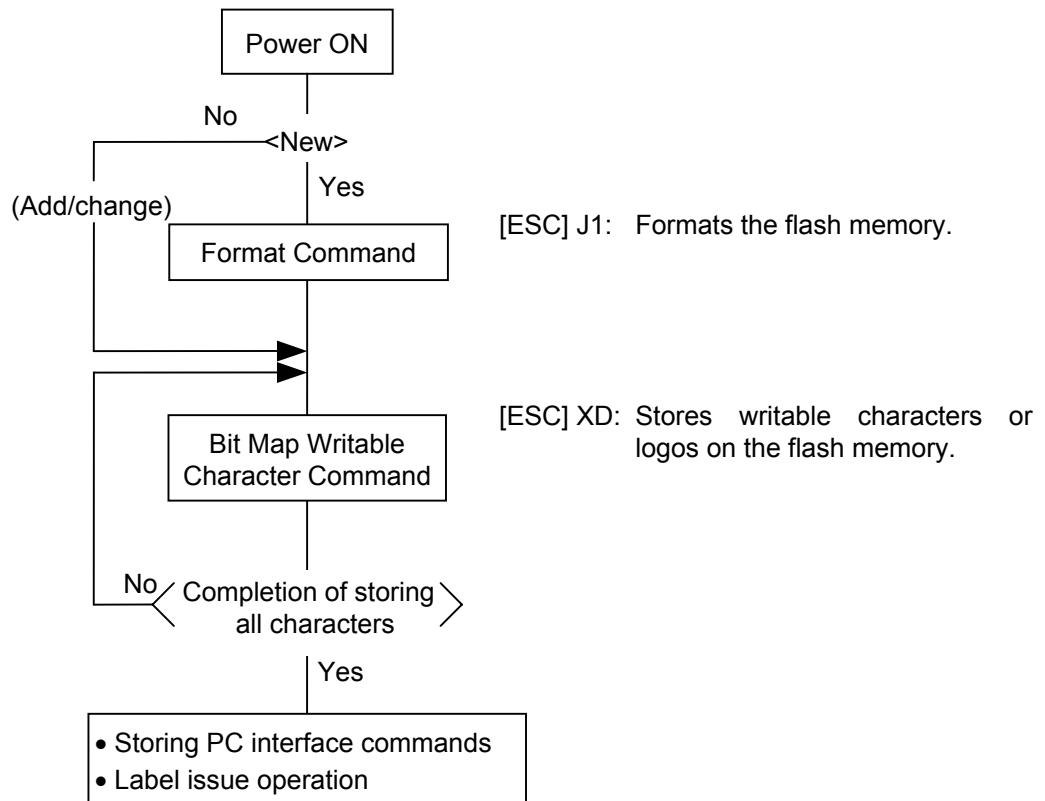 Power ON
No
<New>
Yes
(Add/change)
[ESC] J1: Formats the flash memory.
Format Command
[ESC] XD: Stores writable characters or
logos on the flash memory.
Bit Map Writable
Character Command
No
Completion of storing
all characters
Yes
• Storing PC interface commands
• Label issue operation